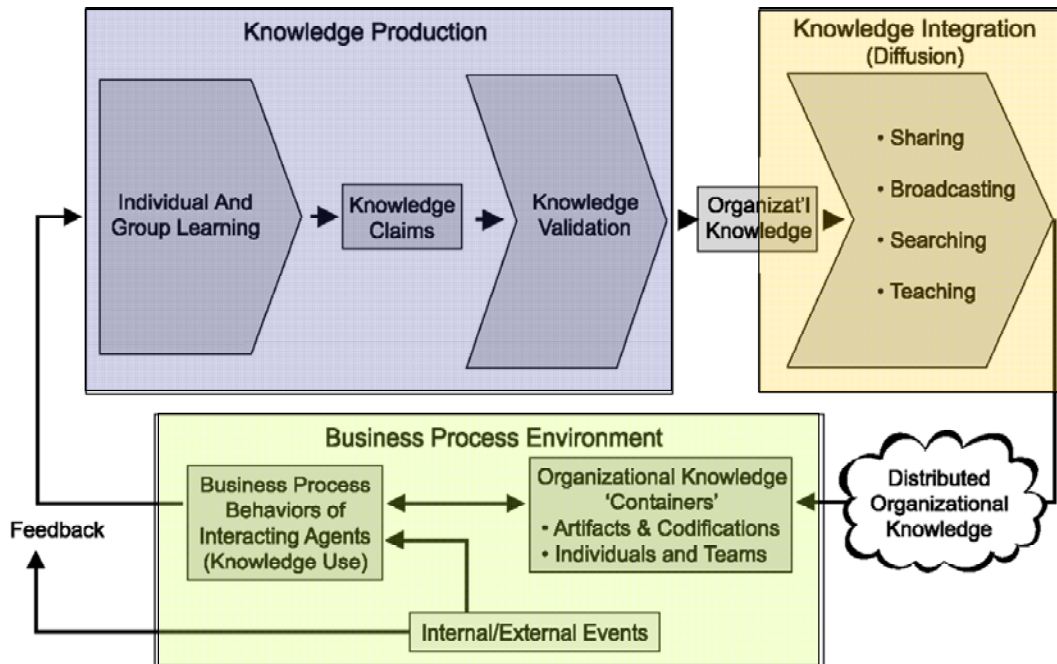 Knowledge Production
Individual And
Group Learning
Knowledge
Claims
Knowledge
Validation
Organizat'l
Knowledge
Knowledge Integration
(Diffusion)
• Sharing
• Broadcasting
• Searching
• Teaching
Business Process Environment
Business Process
Behaviors of
Interacting Agents
(Knowledge Use)
Organizational Knowledge
'Containers'
• Artifacts & Codifications
• Individuals and Teams
Distributed
Organizational
Knowledge
Feedback
Internal/External Events